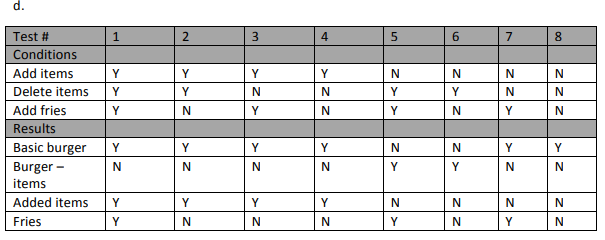 d.
Test # 1 2 3 4 5 6 7 8
Conditions
Add items Y Y Y Y N N N N
Delete items Y Y N N Y Y N N
Add fries Y N Y N Y N Y N
Results
Basic burger Y Y Y Y N N Y Y
Burger – N N N N Y Y N N
items
Added items Y Y Y Y N N N N
Fries Y N N N Y N Y N